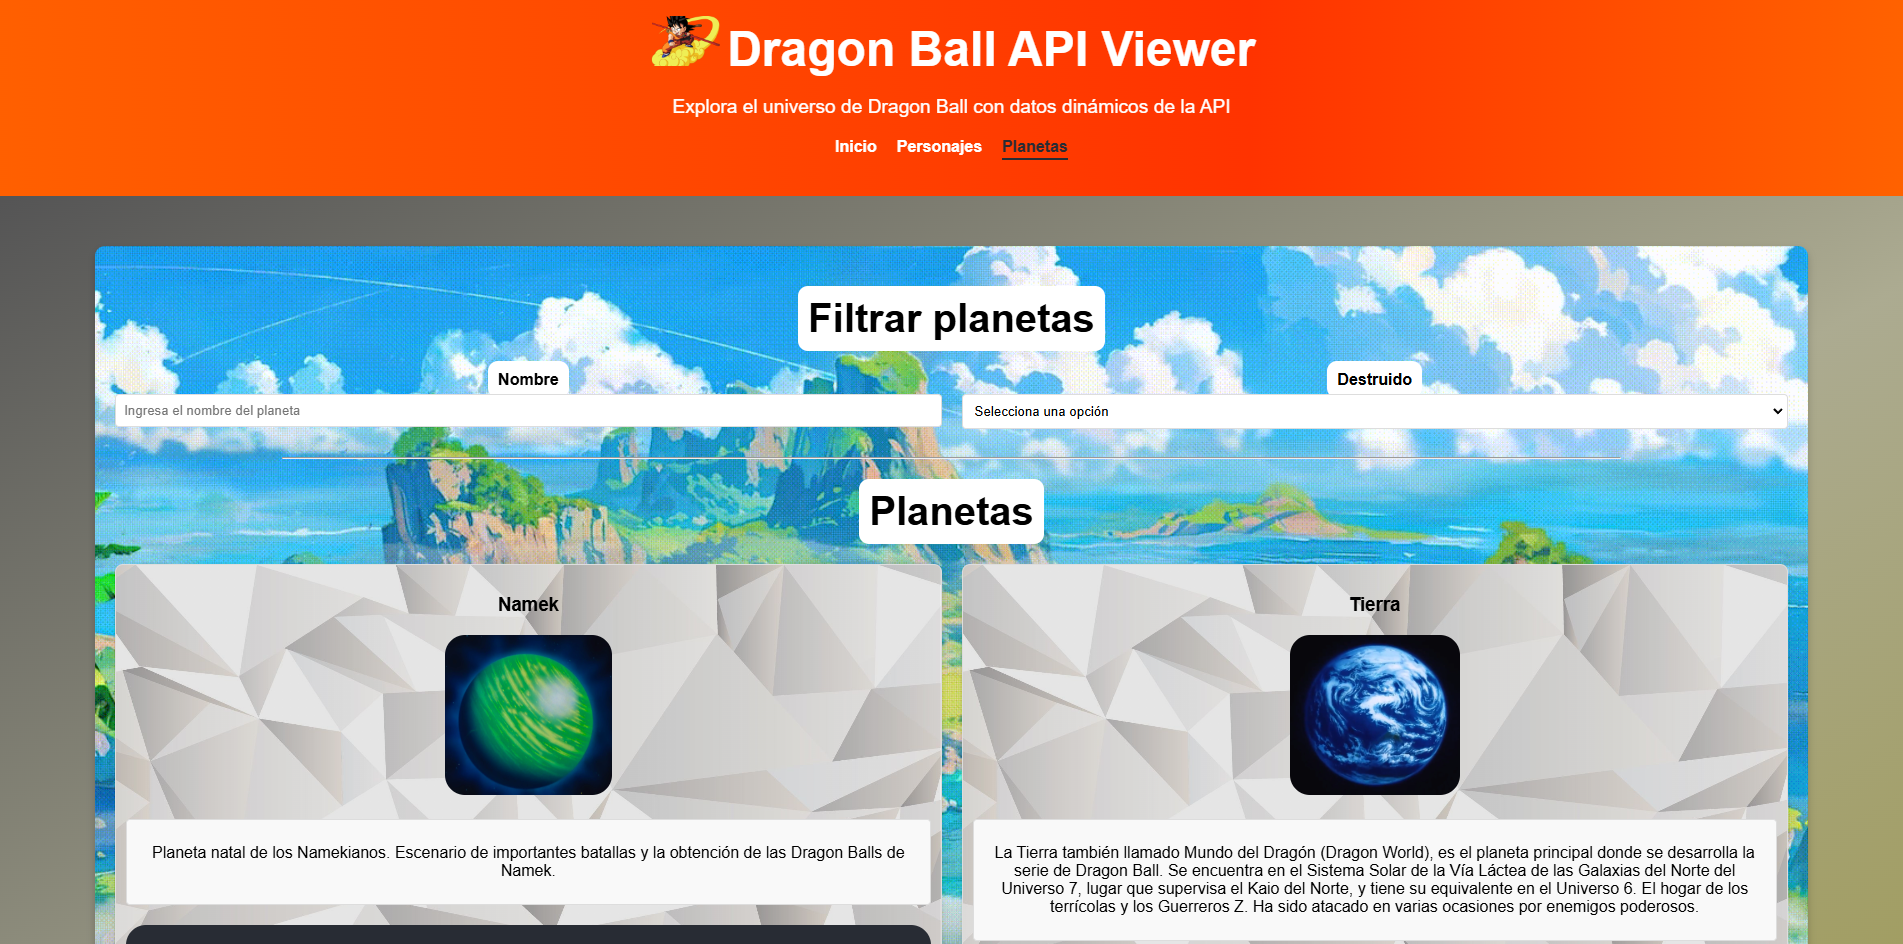 Dragon Ball API Viewer
Explora el universo de Dragon Ball con datos dinámicos de la API
Inicio Personajes Planetas
Filtrar planetas
Nombre
Ingresa el nombre del planeta
Destruido
Selecciona una opción
Planetas
Namek
Planeta natal de los Namekianos. Escenario de importantes batallas y la obtención de las Dragon Balls de
Namek.
Tierra
La Tierra también llamado Mundo del Dragón (Dragon World), es el planeta principal donde se desarrolla la
serie de Dragon Ball. Se encuentra en el Sistema Solar de la Vía Láctea de las Galaxias del Norte del
Universo 7, lugar que supervisa el Kaio del Norte, y tiene su equivalente en el Universo 6. El hogar de los
terrícolas y los Guerreros Z. Ha sido atacado en varias ocasiones por enemigos poderosos.